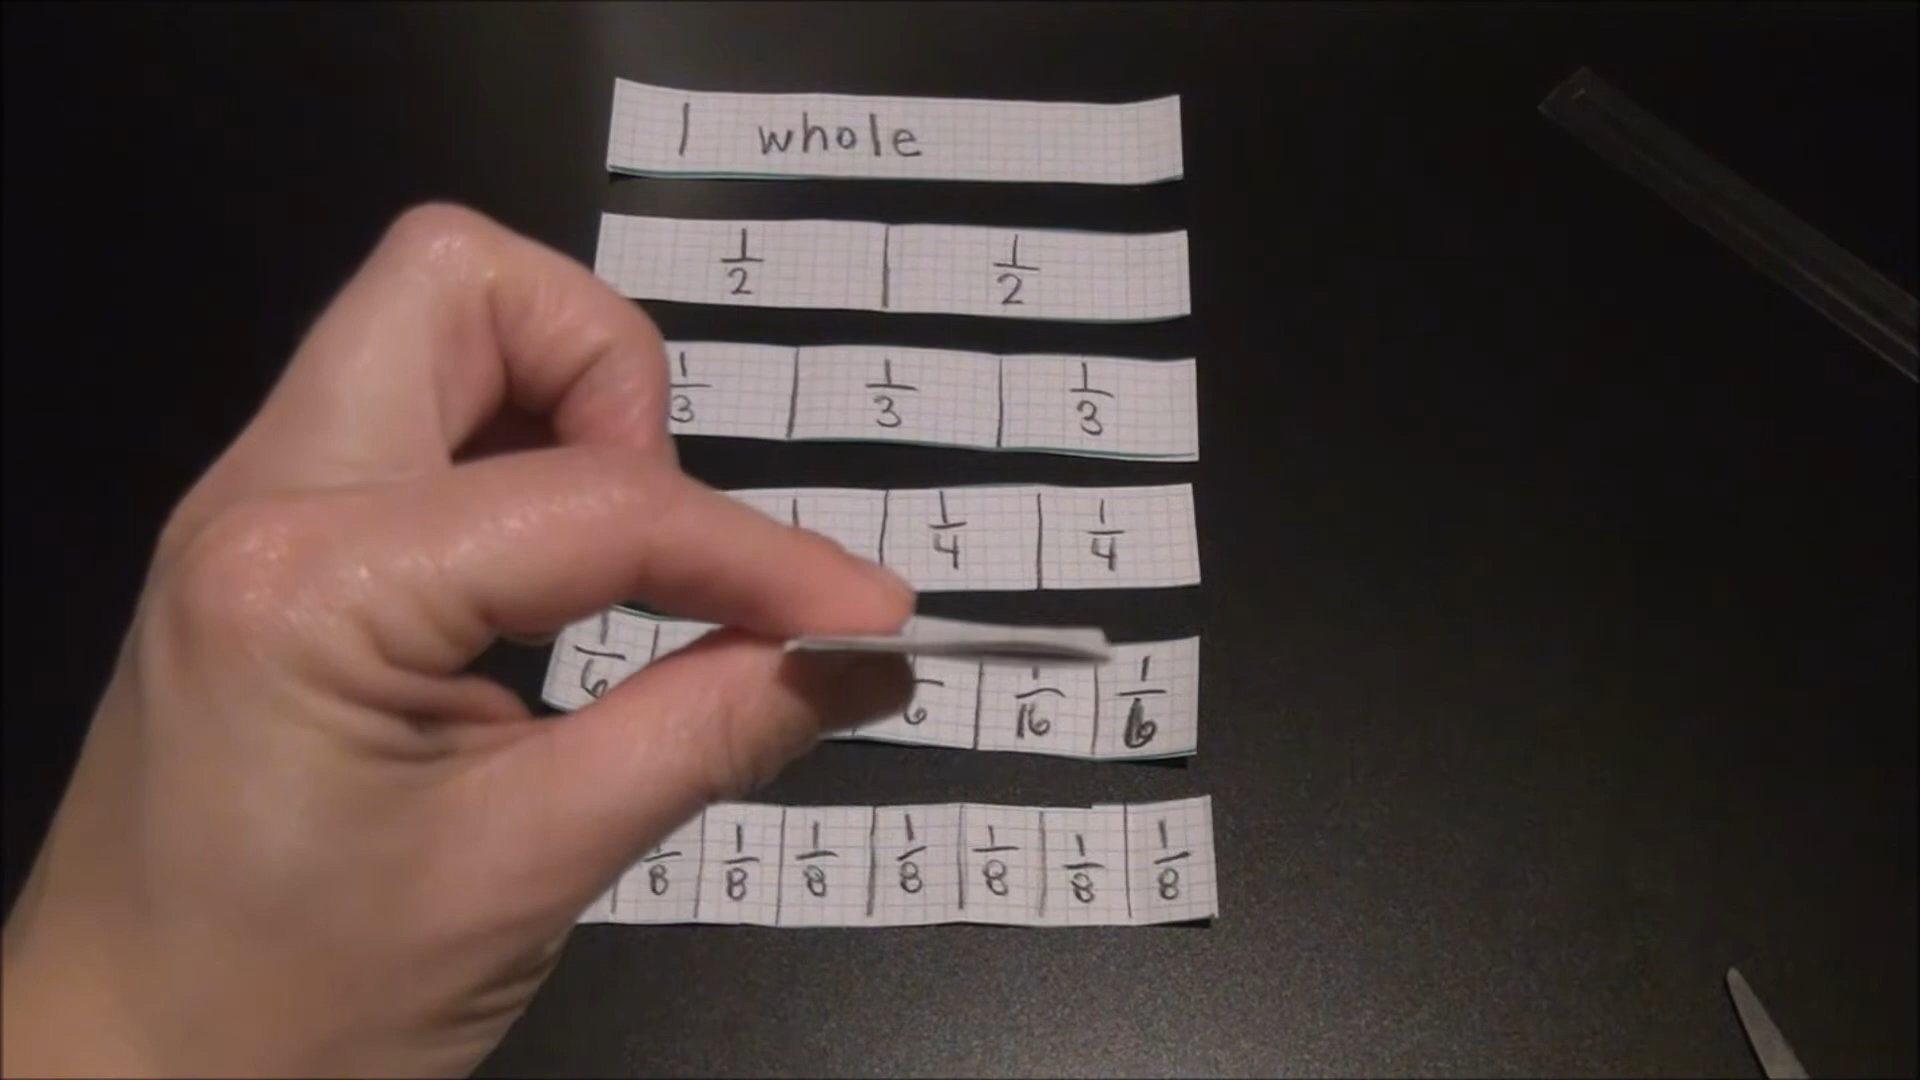 1 whole
1/2 1/2
1/3 1/3 1/3
1/4 1/4
1/6 6 1/16 1/6
1/8 1/8 1/8 1/8 1/8 1/8 1/8